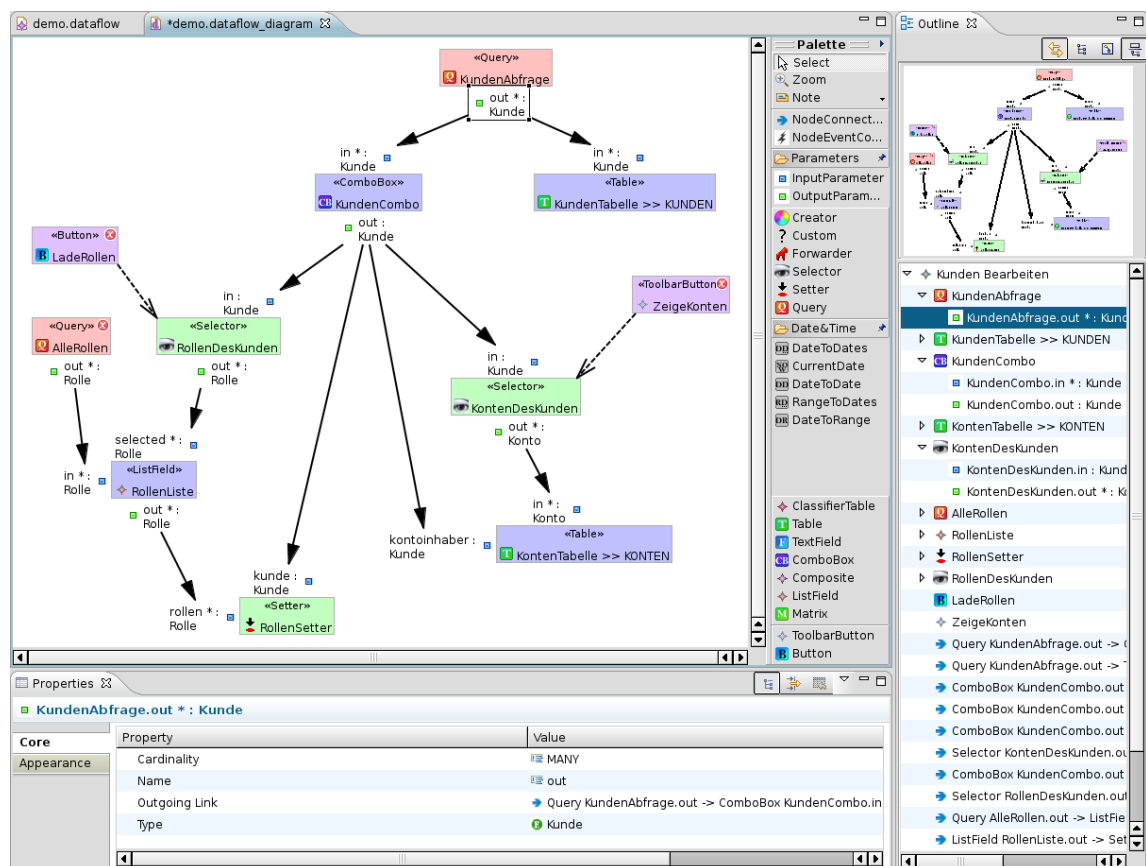 demo.dataflow
*demo.dataflow_diagram
«Query»
KundenAbfrage
out * :
Kunde
in * :
Kunde
in * :
Kunde
«ComboBox»
KundenCombo
«Table»
KundenTabelle >> KUNDEN
out :
Kunde
«Button»
LadeRollen
«ToolbarButton»
ZeigeKonten
in :
Kunde
«Query»
AlleRollen
«Selector»
RollenDesKunden
in :
Kunde
out * :
Rolle
out * :
Rolle
«Selector»
KontenDesKunden
out * :
Konto
selected * :
Rolle
in * :
Rolle
«ListField»
RollenListe
out * :
Rolle
in * :
Konto
kontoinhaber :
Kunde
«Table»
KontenTabelle >> KONTEN
kunde :
Kunde
rollen * :
Rolle
«Setter»
RollenSetter
Palette
Select
Zoom
Note
NodeConnect...
NodeEventCo...
Parameters
InputParameter
OutputParam...
Creator
Custom
Forwarder
Selector
Setter
Query
Date&Time
DateToDates
CurrentDate
DateToDate
RangeToDates
DateToRange
ClassifierTable
Table
TextField
ComboBox
Composite
ListField
Matrix
ToolbarButton
Button
Outline
Kunden Bearbeiten
KundenAbfrage
KundenAbfrage.out * : Kund
KundenTabelle >> KUNDEN
KundenCombo
KundenCombo.in * : Kunde
KundenCombo.out : Kunde
KontenTabelle >> KONTEN
KontenDesKunden
KontenDesKunden.in : Kund
KontenDesKunden.out * : Ko
AlleRollen
RollenListe
RollenSetter
RollenDesKunden
LadeRollen
ZeigeKonten
Query KundenAbfrage.out -> C
Query KundenAbfrage.out -> T
ComboBox KundenCombo.out
ComboBox KundenCombo.out
ComboBox KundenCombo.out
Selector KontenDesKunden.ou
ComboBox KundenCombo.out
Selector RollenDesKunden.out
Query AlleRollen.out -> ListFie
ListField RollenListe.out -> Set
Properties
KundenAbfrage.out * : Kunde
Core
Appearance
Property Value
Cardinality MANY
Name out
Outgoing Link Query KundenAbfrage.out -> ComboBox KundenCombo.in
Type Kunde